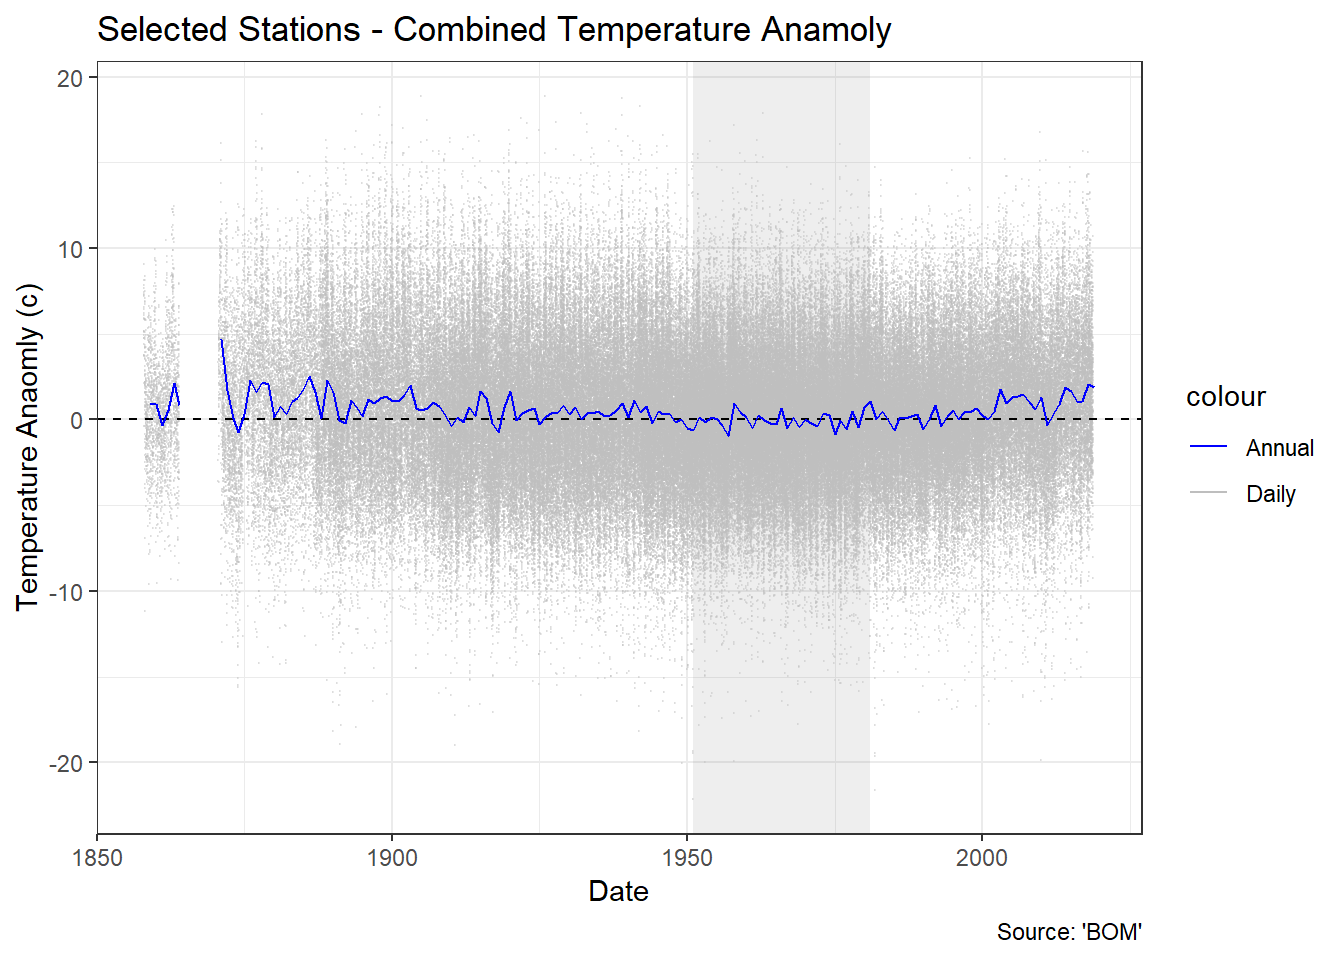 Selected Stations - Combined Temperature Anamoly
Temperature Anaomly (c)
20
10
0
-10
-20
1850
1900
1950
2000
Date
colour
Annual
Daily
Source: 'BOM'